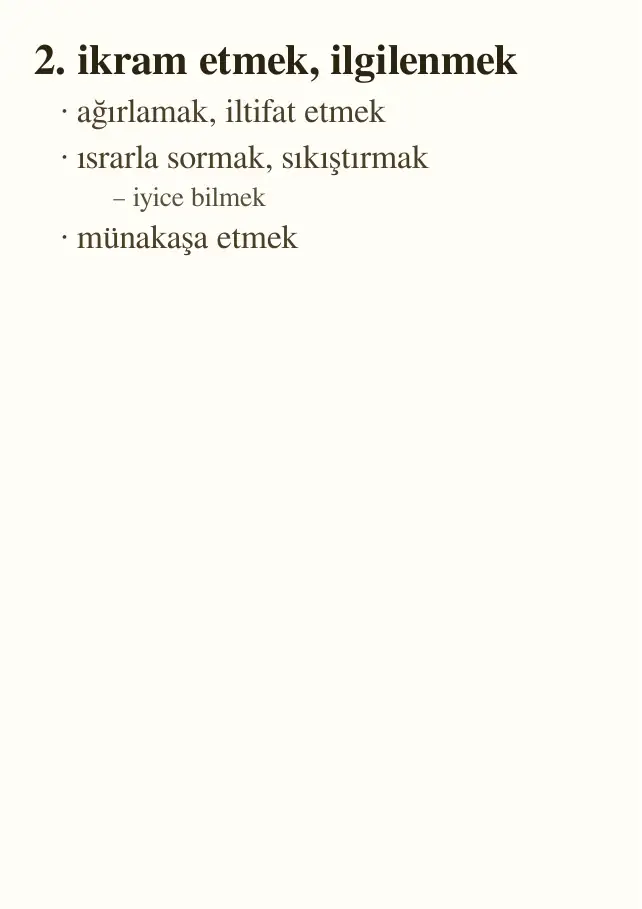 2. ikram etmek, ilgilenmek
· ağırlamak, iltifat etmek
· ısrarla sormak, sıkıştırmak
– iyice bilmek
· münakaşa etmek